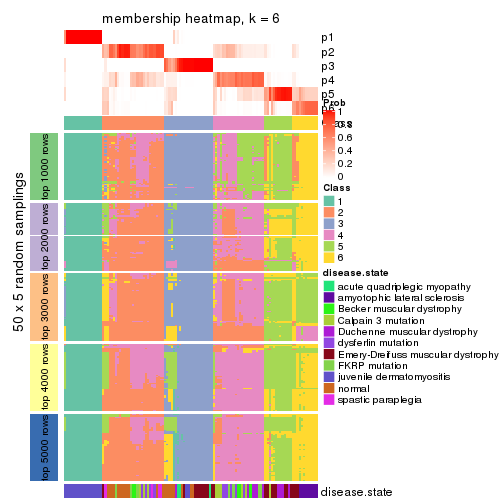 membership heatmap, k = 6
p1
p2
p3
p4
p5
p6
50 x 5 random samplings
top 1000 rows
top 2000 rows
top 3000 rows
top 4000 rows
top 5000 rows
Prob
1
0.8
0.6
0.4
0.2
0
Class
Class
1
2
3
4
5
6
disease.state
acute quadriplegic myopathy
amyotophic lateral sclerosis
Becker muscular dystrophy
Calpain 3 mutation
Duchenne muscular dystrophy
dysferlin mutation
Emery-Dreifuss muscular dystrophy
FKRP mutation
juvenile dermatomyositis
normal
spastic paraplegia
disease.state